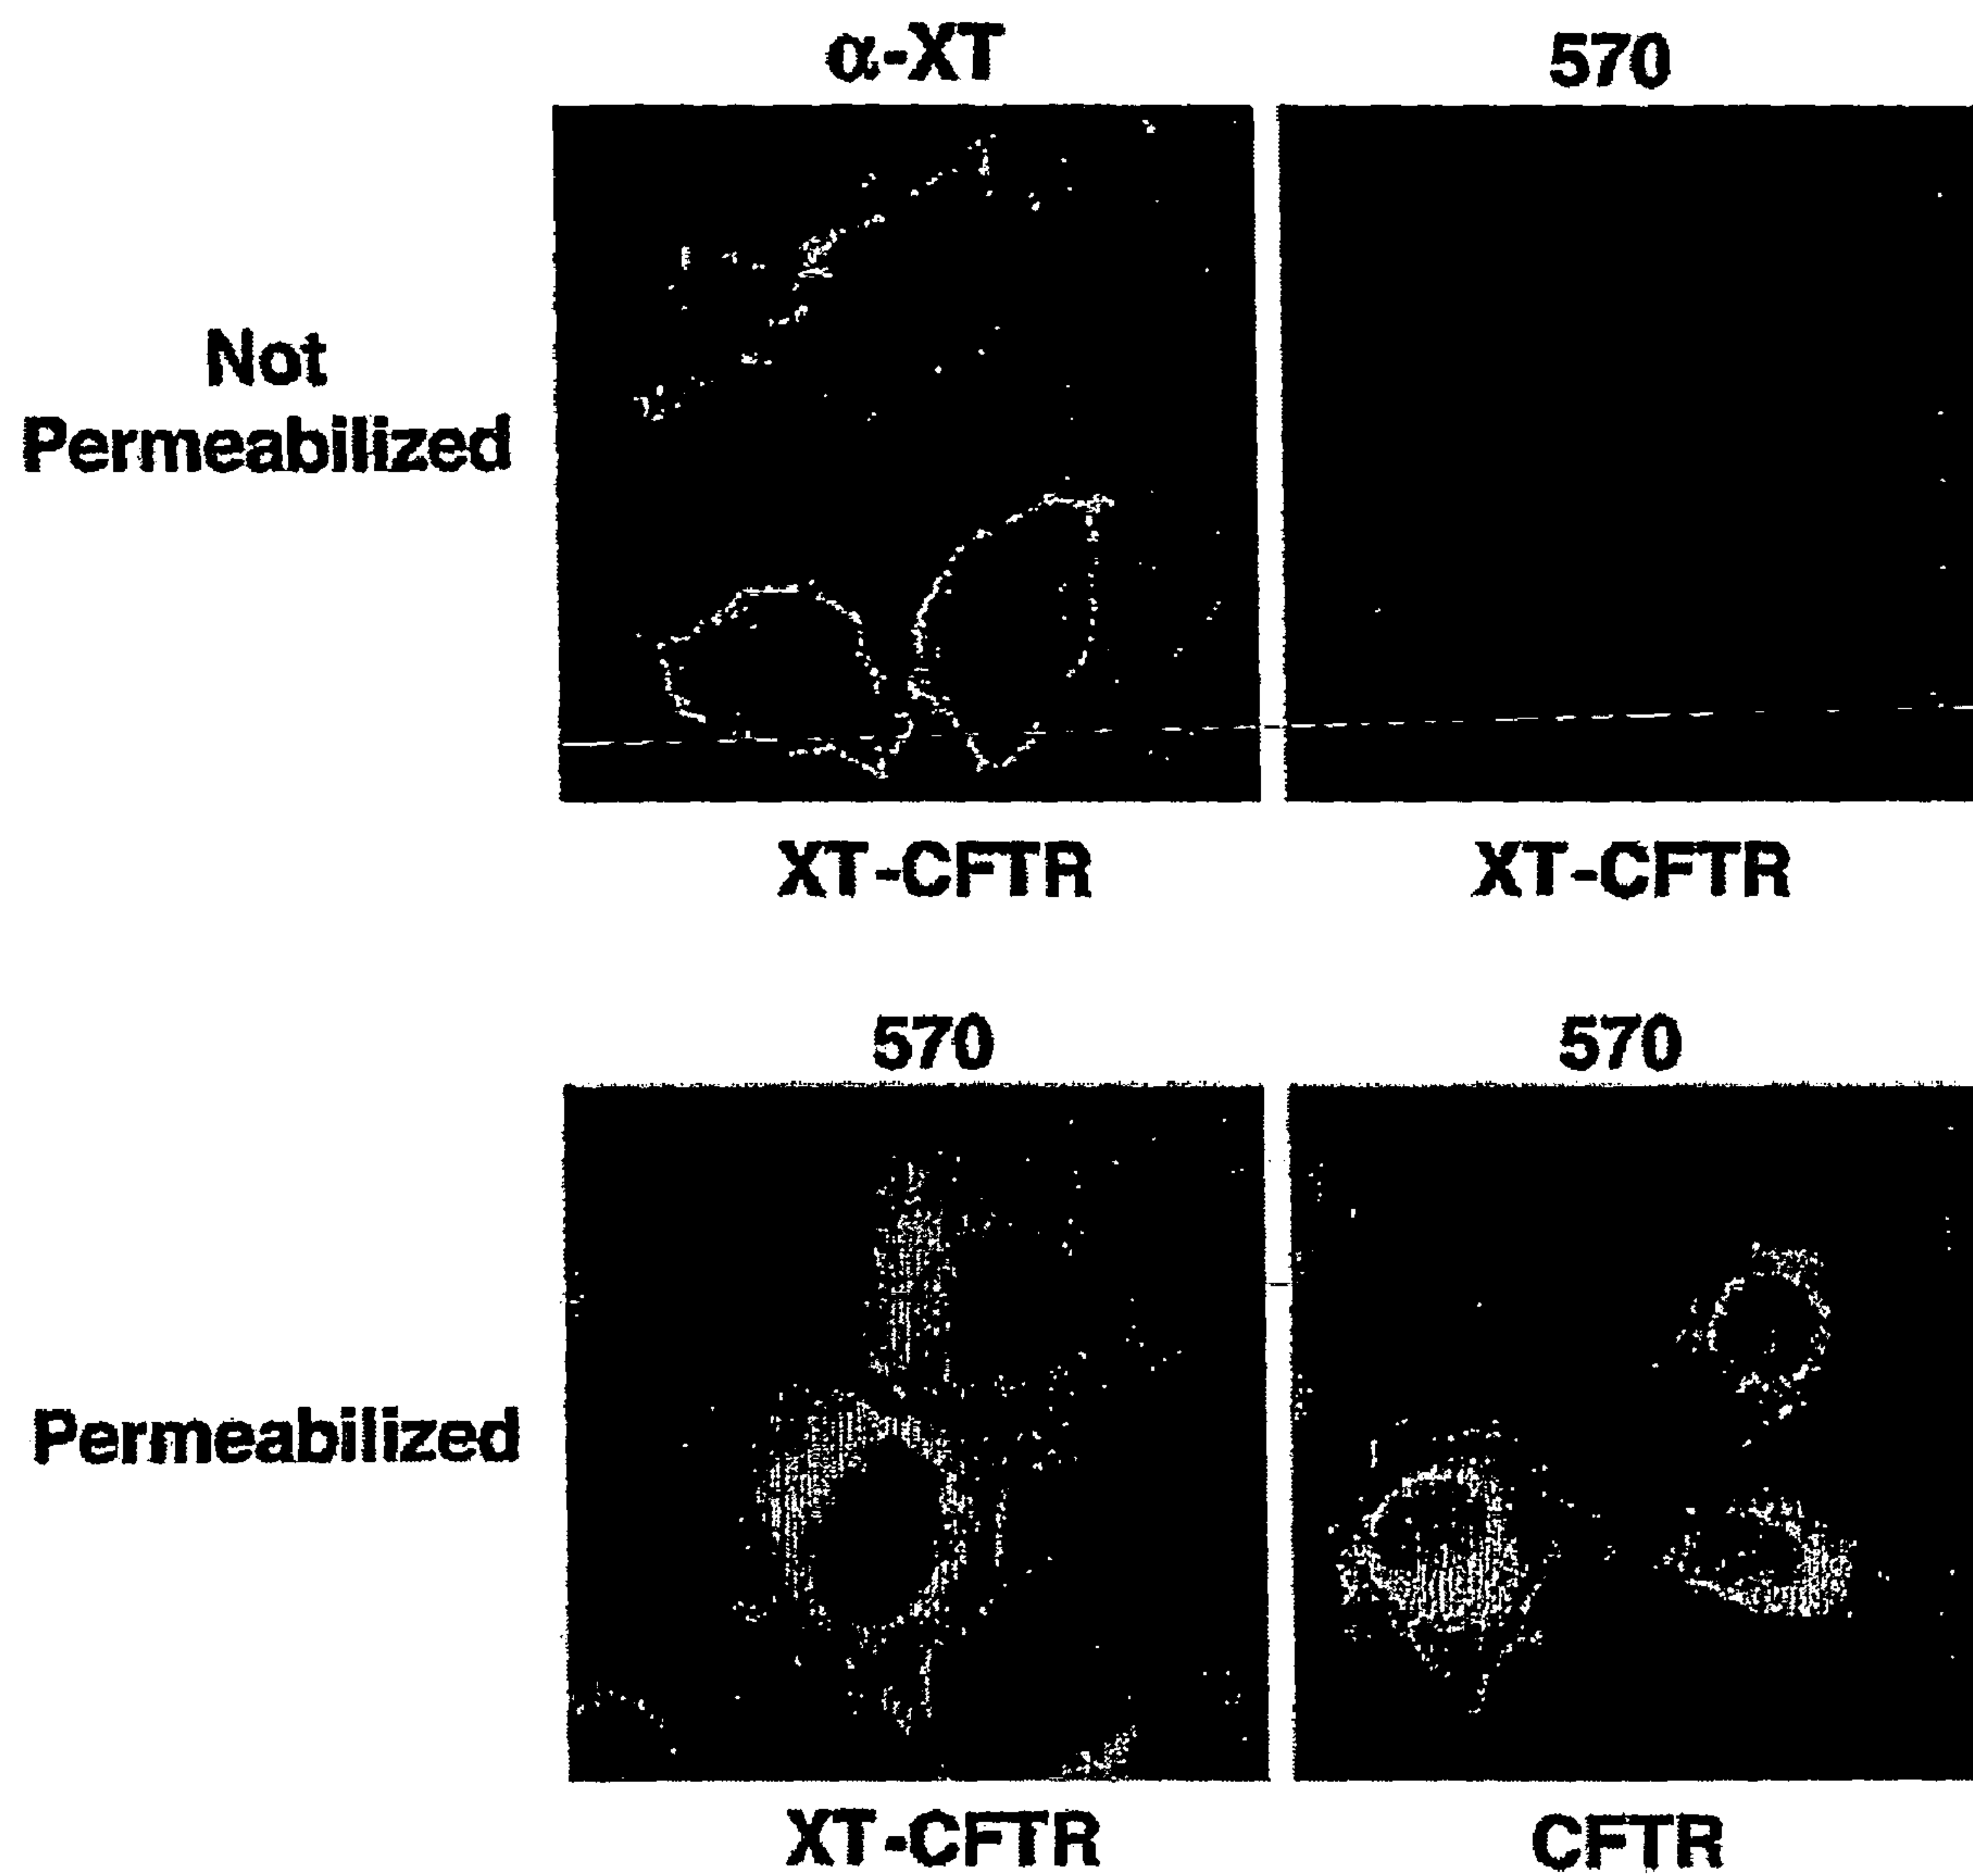 α-XT 570
Not
Permeabilized
XT-CFTR XT-CFTR
570 570
Permeabilized
XT-CFTR CFTR